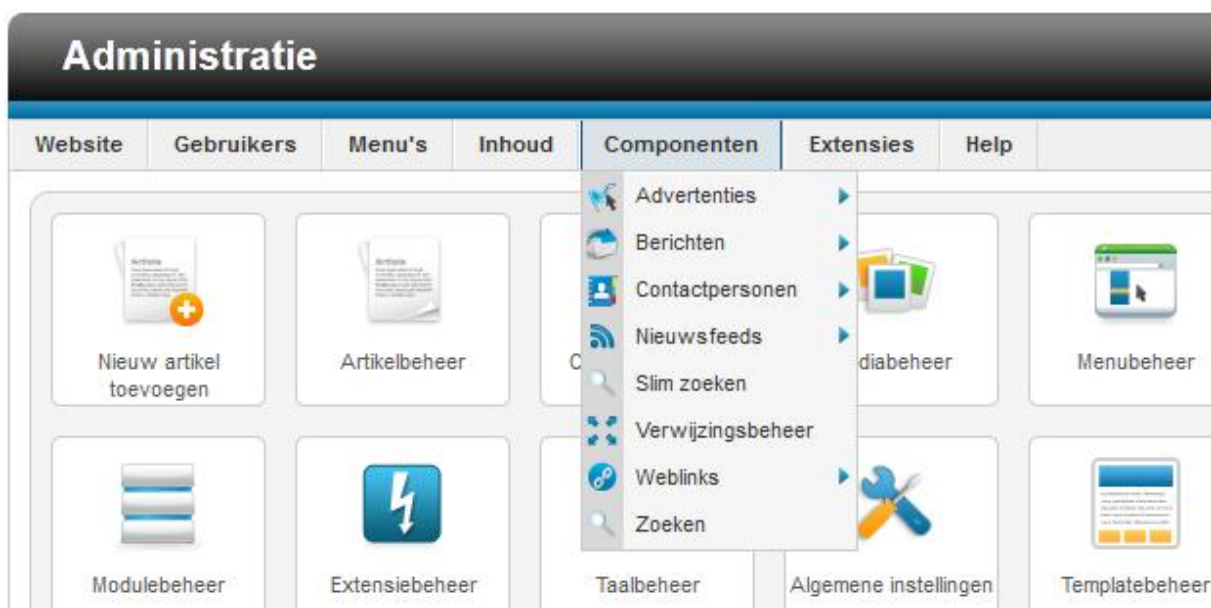 Administratie
Website Gebruikers Menu's Inhoud Componenten Extensies Help
Advertenties
Berichten
Contactpersonen
Nieuwsfeeds
Slim zoeken
Verwijzingsbeheer
Weblinks
Zoeken
Nieuw artikel
toevoegen
Artikelbeheer
diabeheer
Menubeheer
Modulebeheer
Extensiebeheer
Taalbeheer
Algemene instellingen
Templatebeheer